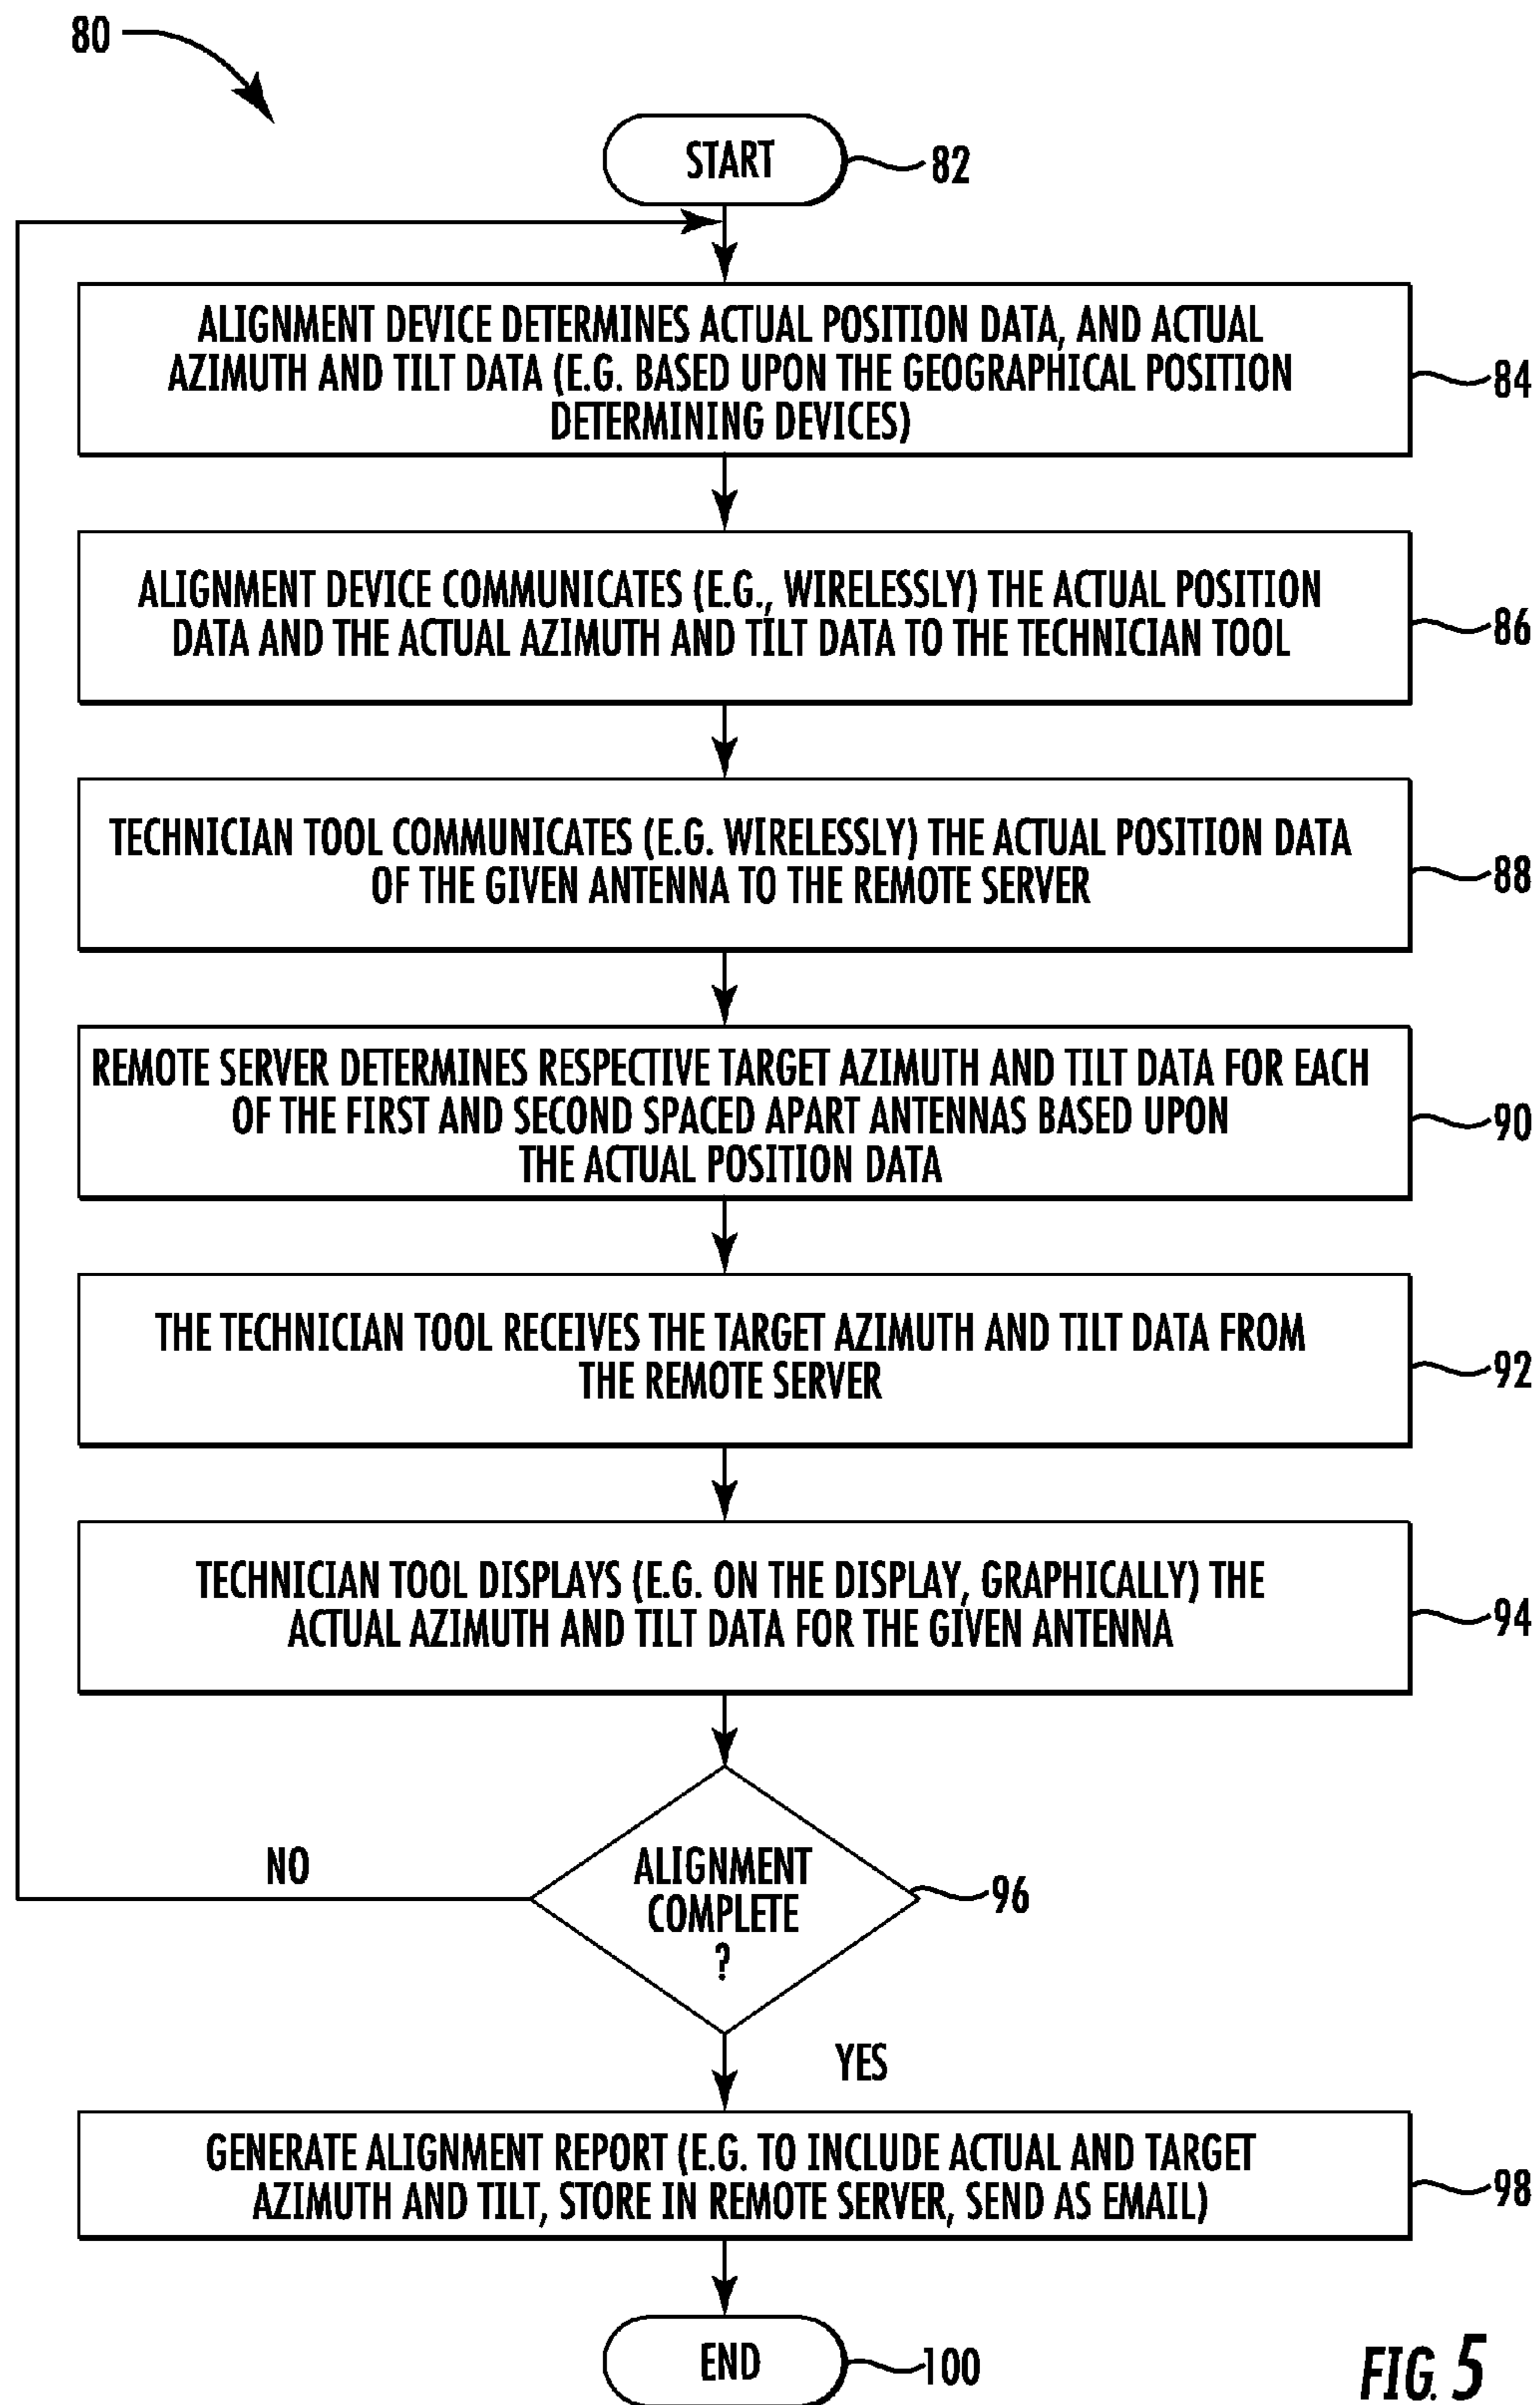 80
START
82
ALIGNMENT DEVICE DETERMINES ACTUAL POSITION DATA, AND ACTUAL
AZIMUTH AND TILT DATA (E.G. BASED UPON THE GEOGRAPHICAL POSITION
DETERMINING DEVICES)
84
ALIGNMENT DEVICE COMMUNICATES (E.G., WIRELESSLY) THE ACTUAL POSITION
DATA AND THE ACTUAL AZIMUTH AND TILT DATA TO THE TECHNICIAN TOOL
86
TECHNICIAN TOOL COMMUNICATES (E.G. WIRELESSLY) THE ACTUAL POSITION DATA
OF THE GIVEN ANTENNA TO THE REMOTE SERVER
88
REMOTE SERVER DETERMINES RESPECTIVE TARGET AZIMUTH AND TILT DATA FOR EACH
OF THE FIRST AND SECOND SPACED APART ANTENNAS BASED UPON
THE ACTUAL POSITION DATA
90
THE TECHNICIAN TOOL RECEIVES THE TARGET AZIMUTH AND TILT DATA FROM
THE REMOTE SERVER
92
TECHNICIAN TOOL DISPLAYS (E.G. ON THE DISPLAY, GRAPHICALLY) THE
ACTUAL AZIMUTH AND TILT DATA FOR THE GIVEN ANTENNA
94
NO
ALIGNMENT
COMPLETE
?
96
YES
GENERATE ALIGNMENT REPORT (E.G. TO INCLUDE ACTUAL AND TARGET
AZIMUTH AND TILT, STORE IN REMOTE SERVER, SEND AS EMAIL)
98
END
100
FIG. 5